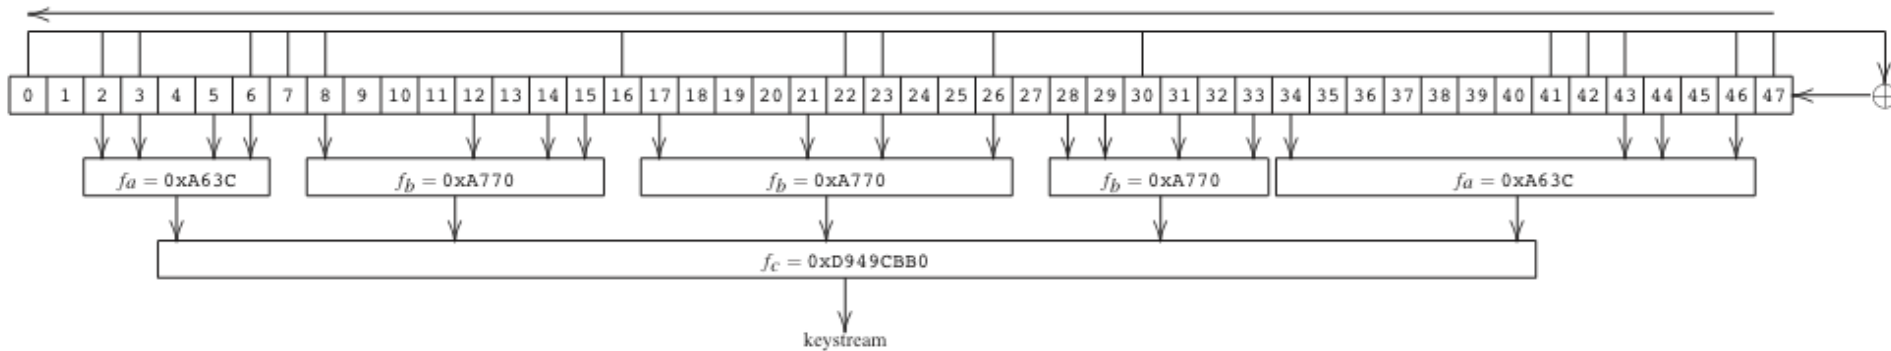 0 1 2 3 4 5 6 7 8 9 10 11 12 13 14 15 16 17 18 19 20 21 22 23 24 25 26 27 28 29 30 31 32 33 34 35 36 37 38 39 40 41 42 43 44 45 46 47
fa = 0xA63C fb = 0xA770 fb = 0xA770 fb = 0xA770 fa = 0xA63C
fc = 0xD949CBB0
keystream